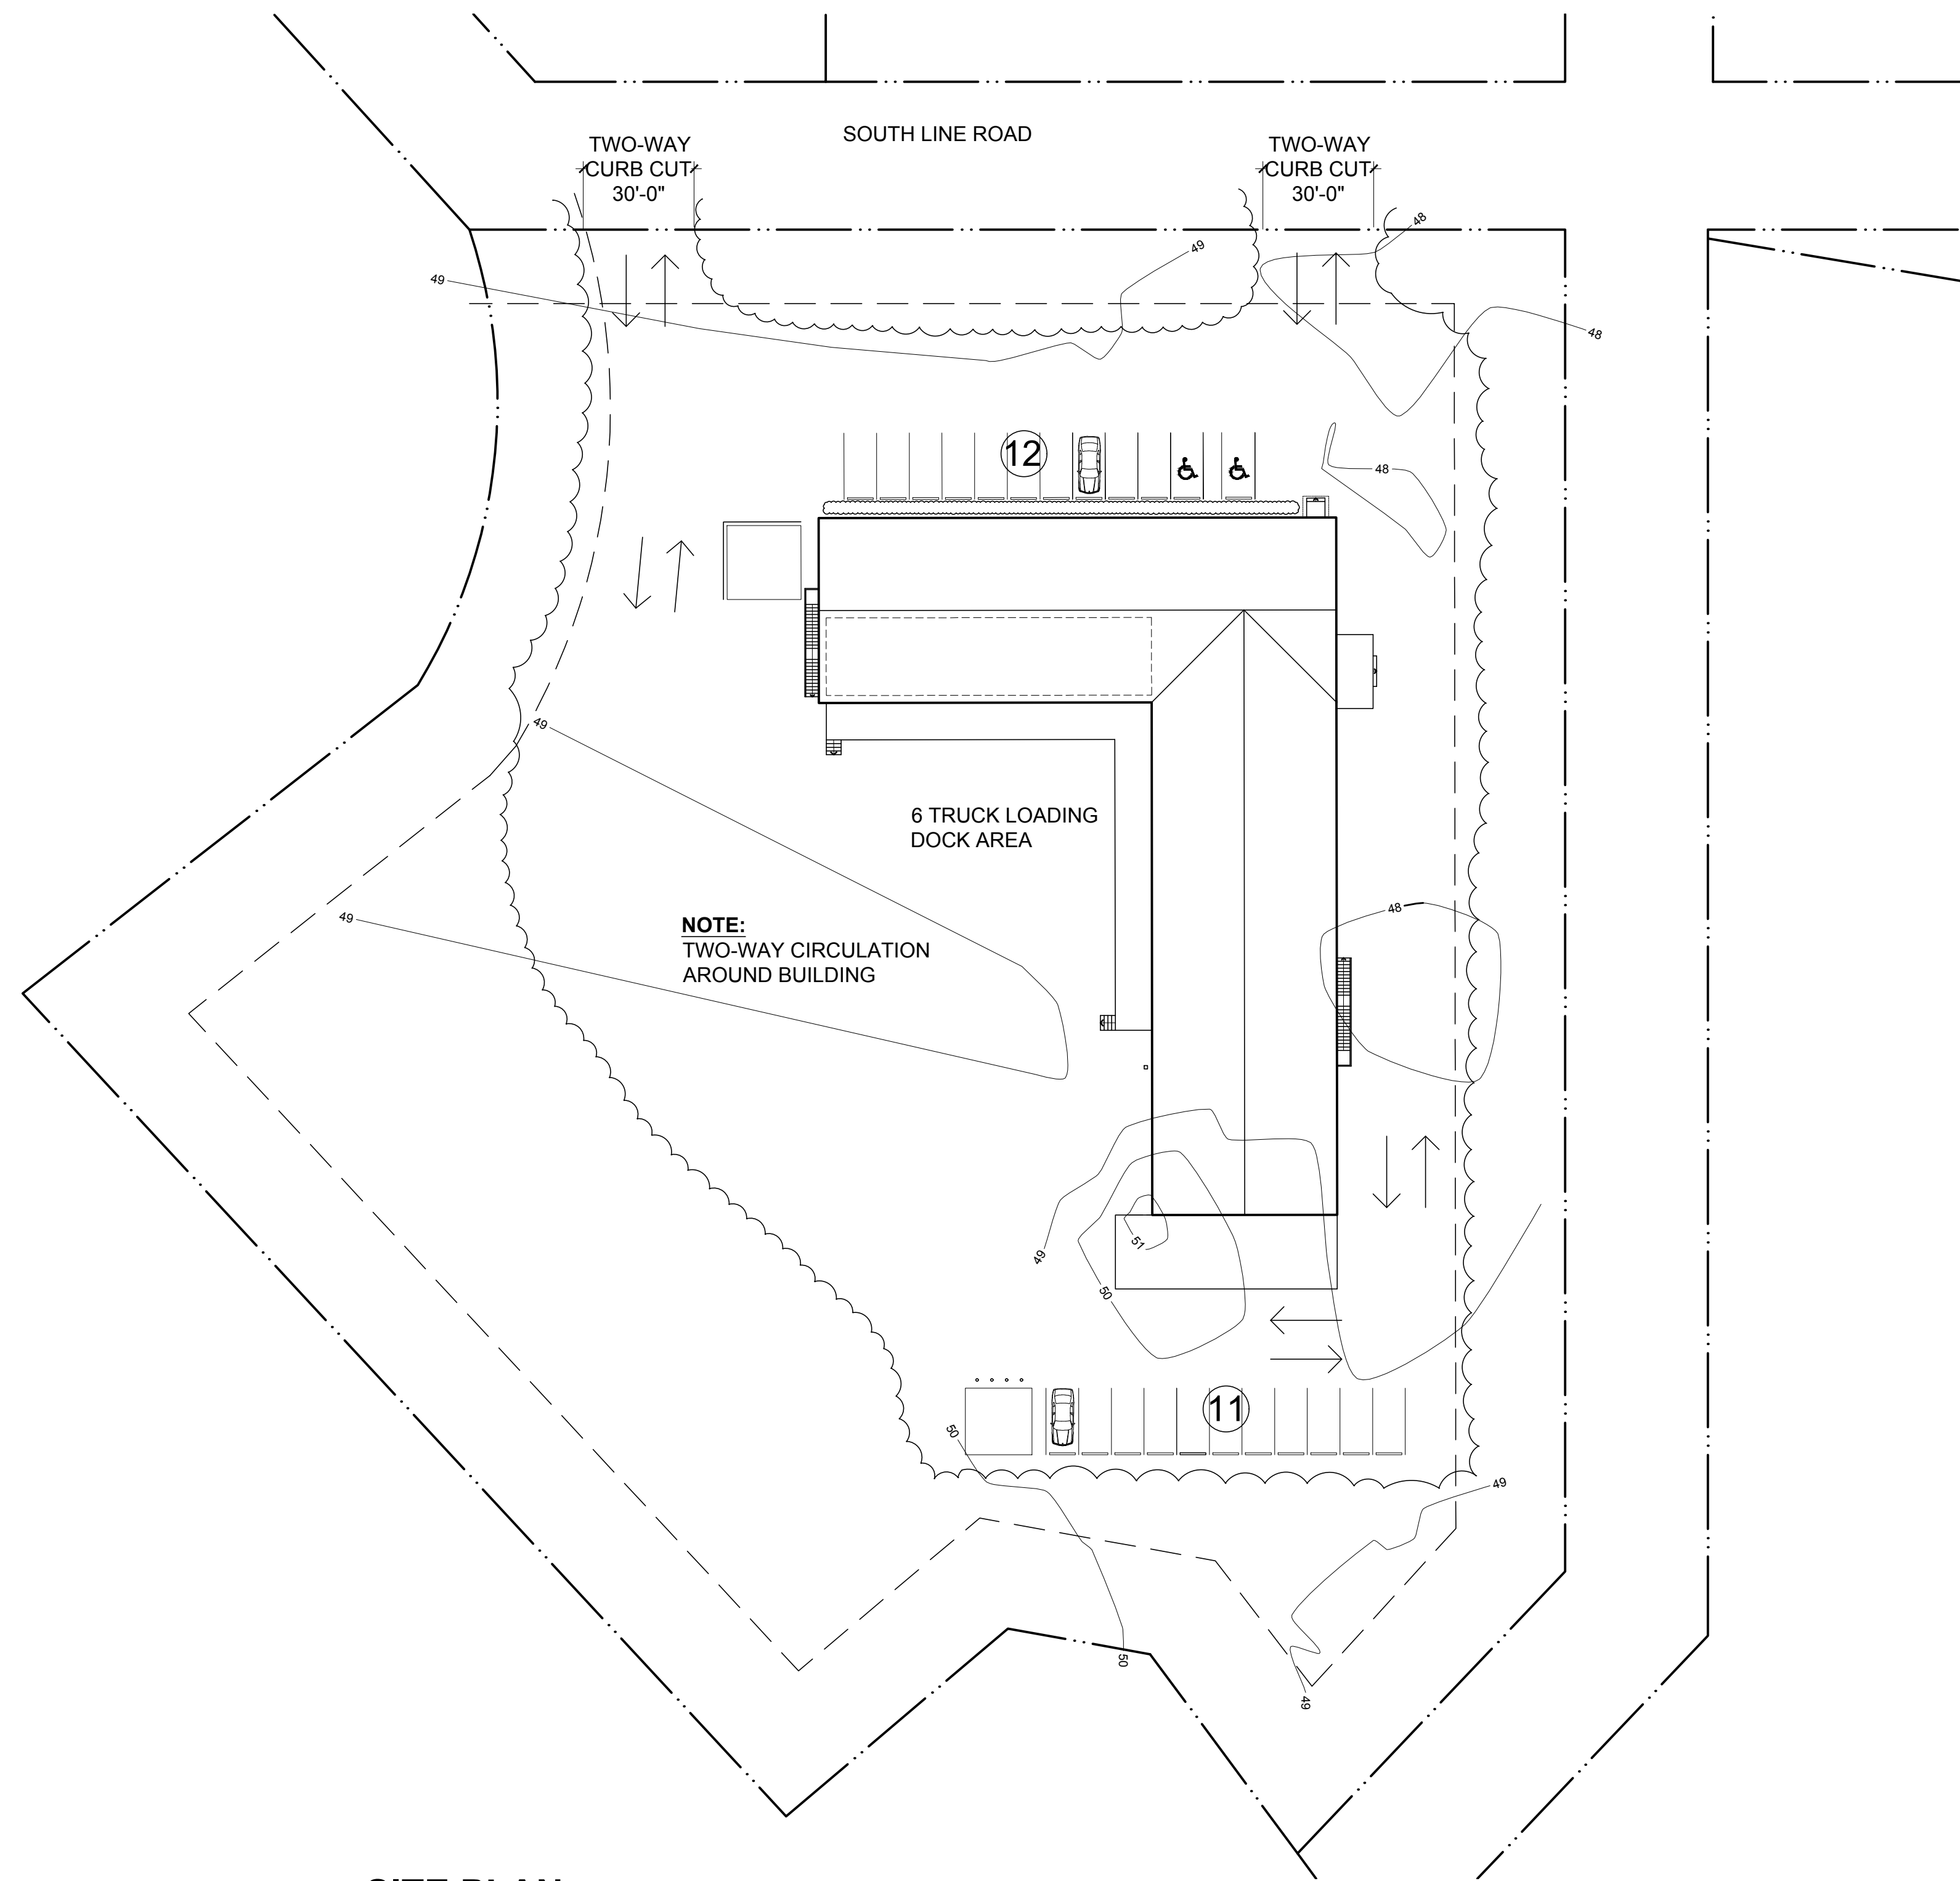 SOUTH LINE ROAD
TWO-WAY
CURB CUT
30'-0"
TWO-WAY
CURB CUT
30'-0"
48
49
49
48
12
48
49
6 TRUCK LOADING
DOCK AREA
48
49
NOTE:
TWO-WAY CIRCULATION
AROUND BUILDING
51
49
50
11
50
49
50
49
SITE PLAN